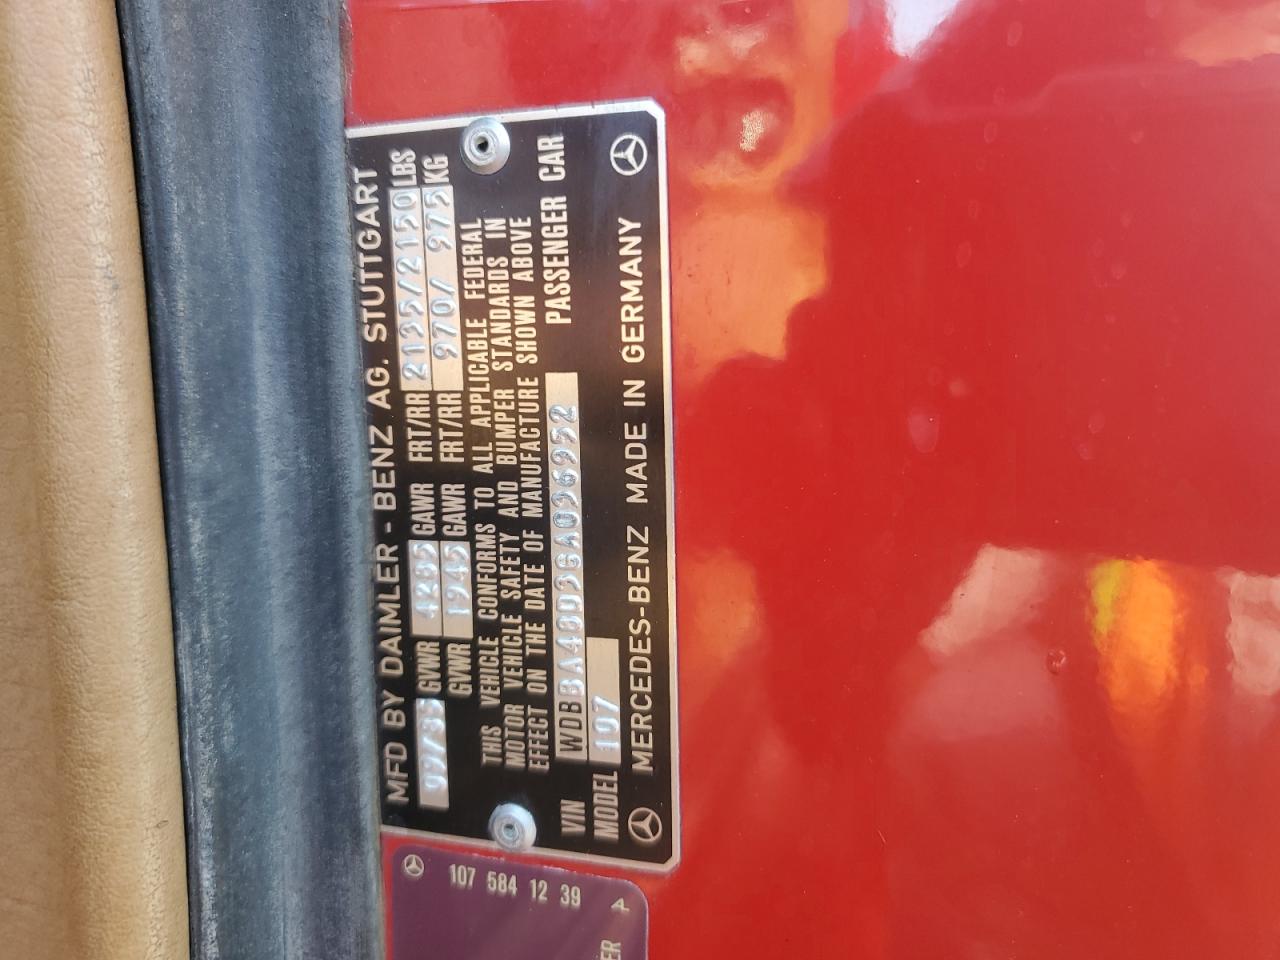 MFD BY DAIMLER - BENZ AG. STUTTGART
09/85 GVWR 4285 GAWR FRT/RR 2135/2150 LBS
GVWR 1945 GAWR FRT/RR 970/ 975 KG
THIS VEHICLE CONFORMS TO ALL APPLICABLE FEDERAL
MOTOR VEHICLE SAFETY AND BUMPER STANDARDS IN
EFFECT ON THE DATE OF MANUFACTURE SHOWN ABOVE
VIN WDBBA48D3GA036952 PASSENGER CAR
MODEL 107
MERCEDES-BENZ MADE IN GERMANY
107 584 12 39